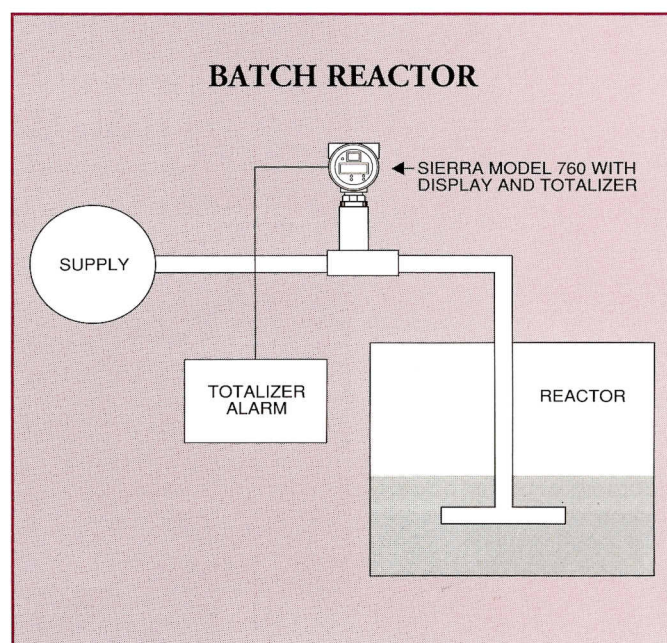 BATCH REACTOR
SIERRA MODEL 760 WITH
DISPLAY AND TOTALIZER
SUPPLY
TOTALIZER
ALARM
REACTOR